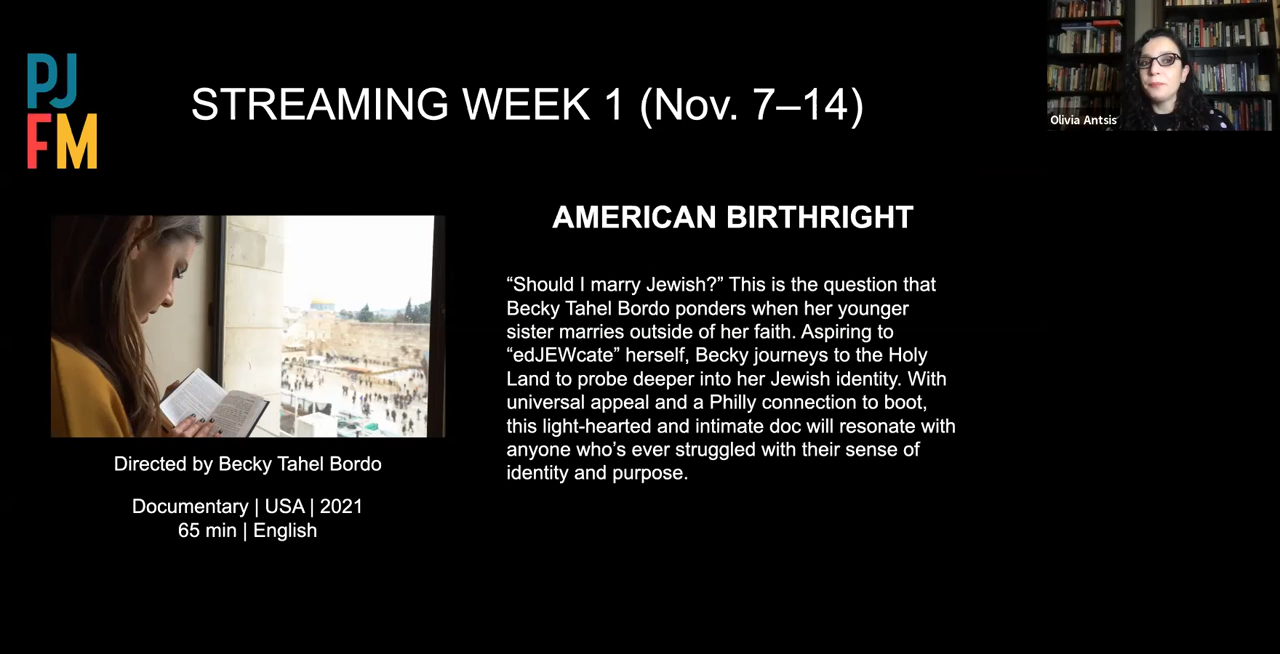 PJ
FM
STREAMING WEEK 1 (Nov. 7–14)
Olivia Antsis
AMERICAN BIRTHRIGHT
“Should I marry Jewish?” This is the question that
Becky Tahel Bordo ponders when her younger
sister marries outside of her faith. Aspiring to
“edJEWcate” herself, Becky journeys to the Holy
Land to probe deeper into her Jewish identity. With
universal appeal and a Philly connection to boot,
this light-hearted and intimate doc will resonate with
anyone who’s ever struggled with their sense of
identity and purpose.
Directed by Becky Tahel Bordo
Documentary | USA | 2021
65 min | English